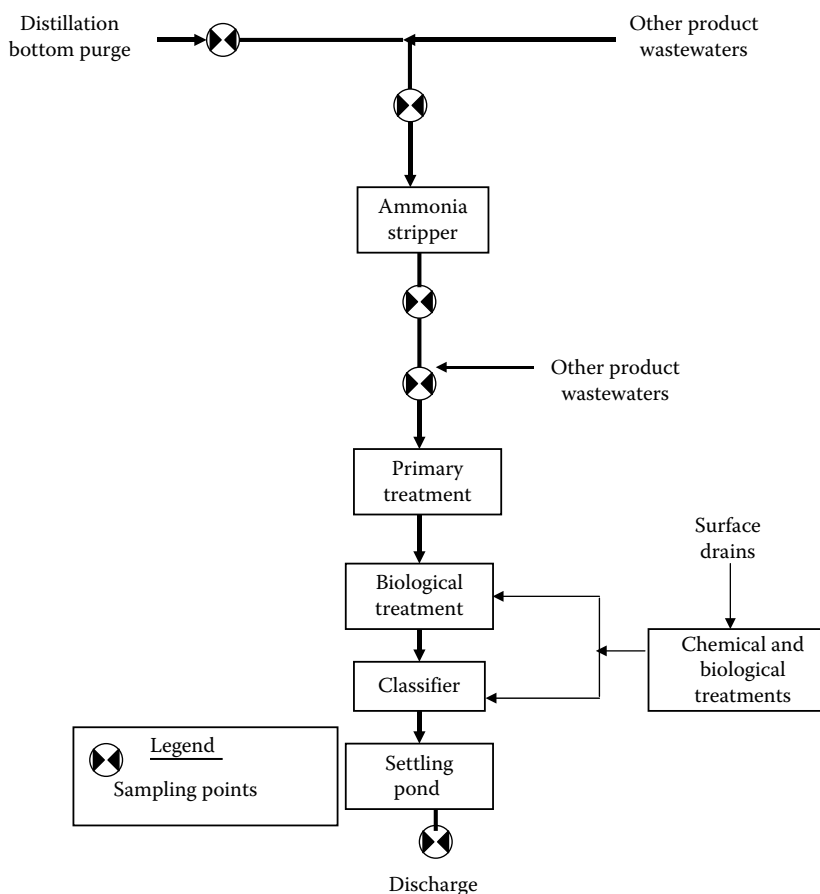 Distillation
bottom purge
Other product
wastewaters
Ammonia
stripper
Other product
wastewaters
Primary
treatment
Surface
drains
Biological
treatment
Chemical and
biological
treatments
Classifier
Legend
Sampling points
Settling
pond
Discharge